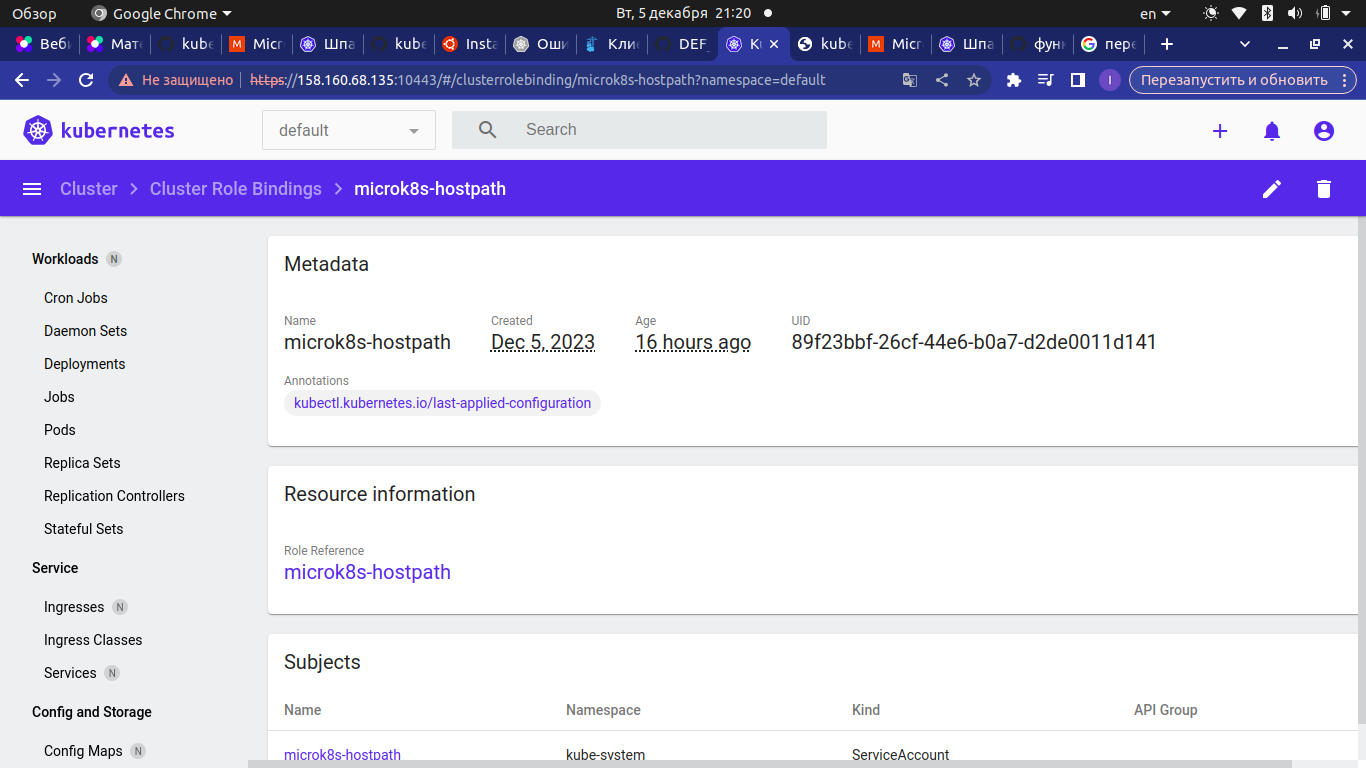 Обзор Google Chrome Вт, 5 декабря 21:20 en
Веби Мате kube Micr Шпа kube Insta Оши Клие DEF_ Ku kube Micr Шпа функ пере
Не защищено https://158.160.68.135:10443/#/clusterrolebinding/microk8s-hostpath?namespace=default I Перезапустить и обновить
kubernetes default Search
Cluster Cluster Role Bindings microk8s-hostpath
Workloads N
Cron Jobs
Daemon Sets
Deployments
Jobs
Pods
Replica Sets
Replication Controllers
Stateful Sets
Service
Ingresses N
Ingress Classes
Services N
Config and Storage
Config Maps N
Metadata
Name Created Age UID
microk8s-hostpath Dec 5, 2023 16 hours ago 89f23bbf-26cf-44e6-b0a7-d2de0011d141
Annotations
kubectl.kubernetes.io/last-applied-configuration
Resource information
Role Reference
microk8s-hostpath
Subjects
Name Namespace Kind API Group
microk8s-hostpath kube-system ServiceAccount